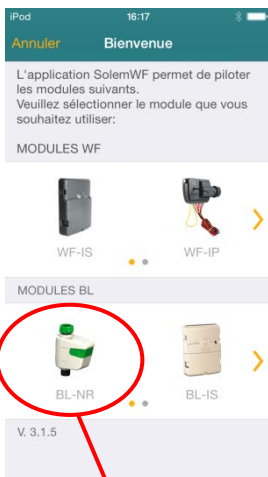 iPod 16:17
Annuler Bienvenue
L'application SolemWF permet de piloter
les modules suivants.
Veuillez sélectionner le module que vous
souhaitez utiliser:
MODULES WF
WF-IS WF-IP
MODULES BL
BL-NR BL-IS
V. 3.1.5